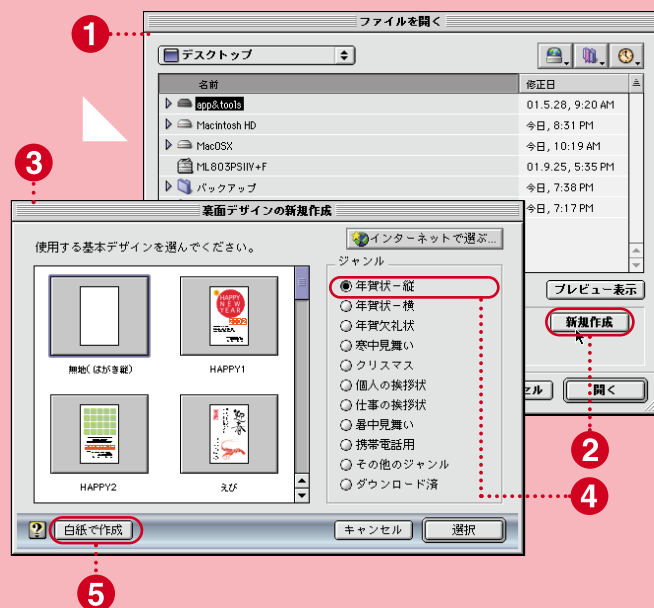 1
ファイルを開く
デスクトップ
名前 修正日
app&tools 01.5.28, 9:20 AM
Macintosh HD 今日, 8:31 PM
MacOSX 今日, 10:19 AM
ML803PSIIV+F 01.9.25, 5:35 PM
バックアップ 今日, 7:38 PM
今日, 7:17 PM
プレビュー表示
新規作成
セル 開く
2
3
裏面デザインの新規作成
使用する基本デザインを選んでください。
インターネットで選ぶ...
無地(はがき縦)
HAPPY NEW YEAR
2002
HAPPY1
HAPPY2
迎春
えび
ジャンル
年賀状-縦
年賀状-横
年賀欠礼状
寒中見舞い
クリスマス
個人の挨拶状
仕事の挨拶状
暑中見舞い
携帯電話用
その他のジャンル
ダウンロード済
4
? 白紙で作成 キャンセル 選択
5